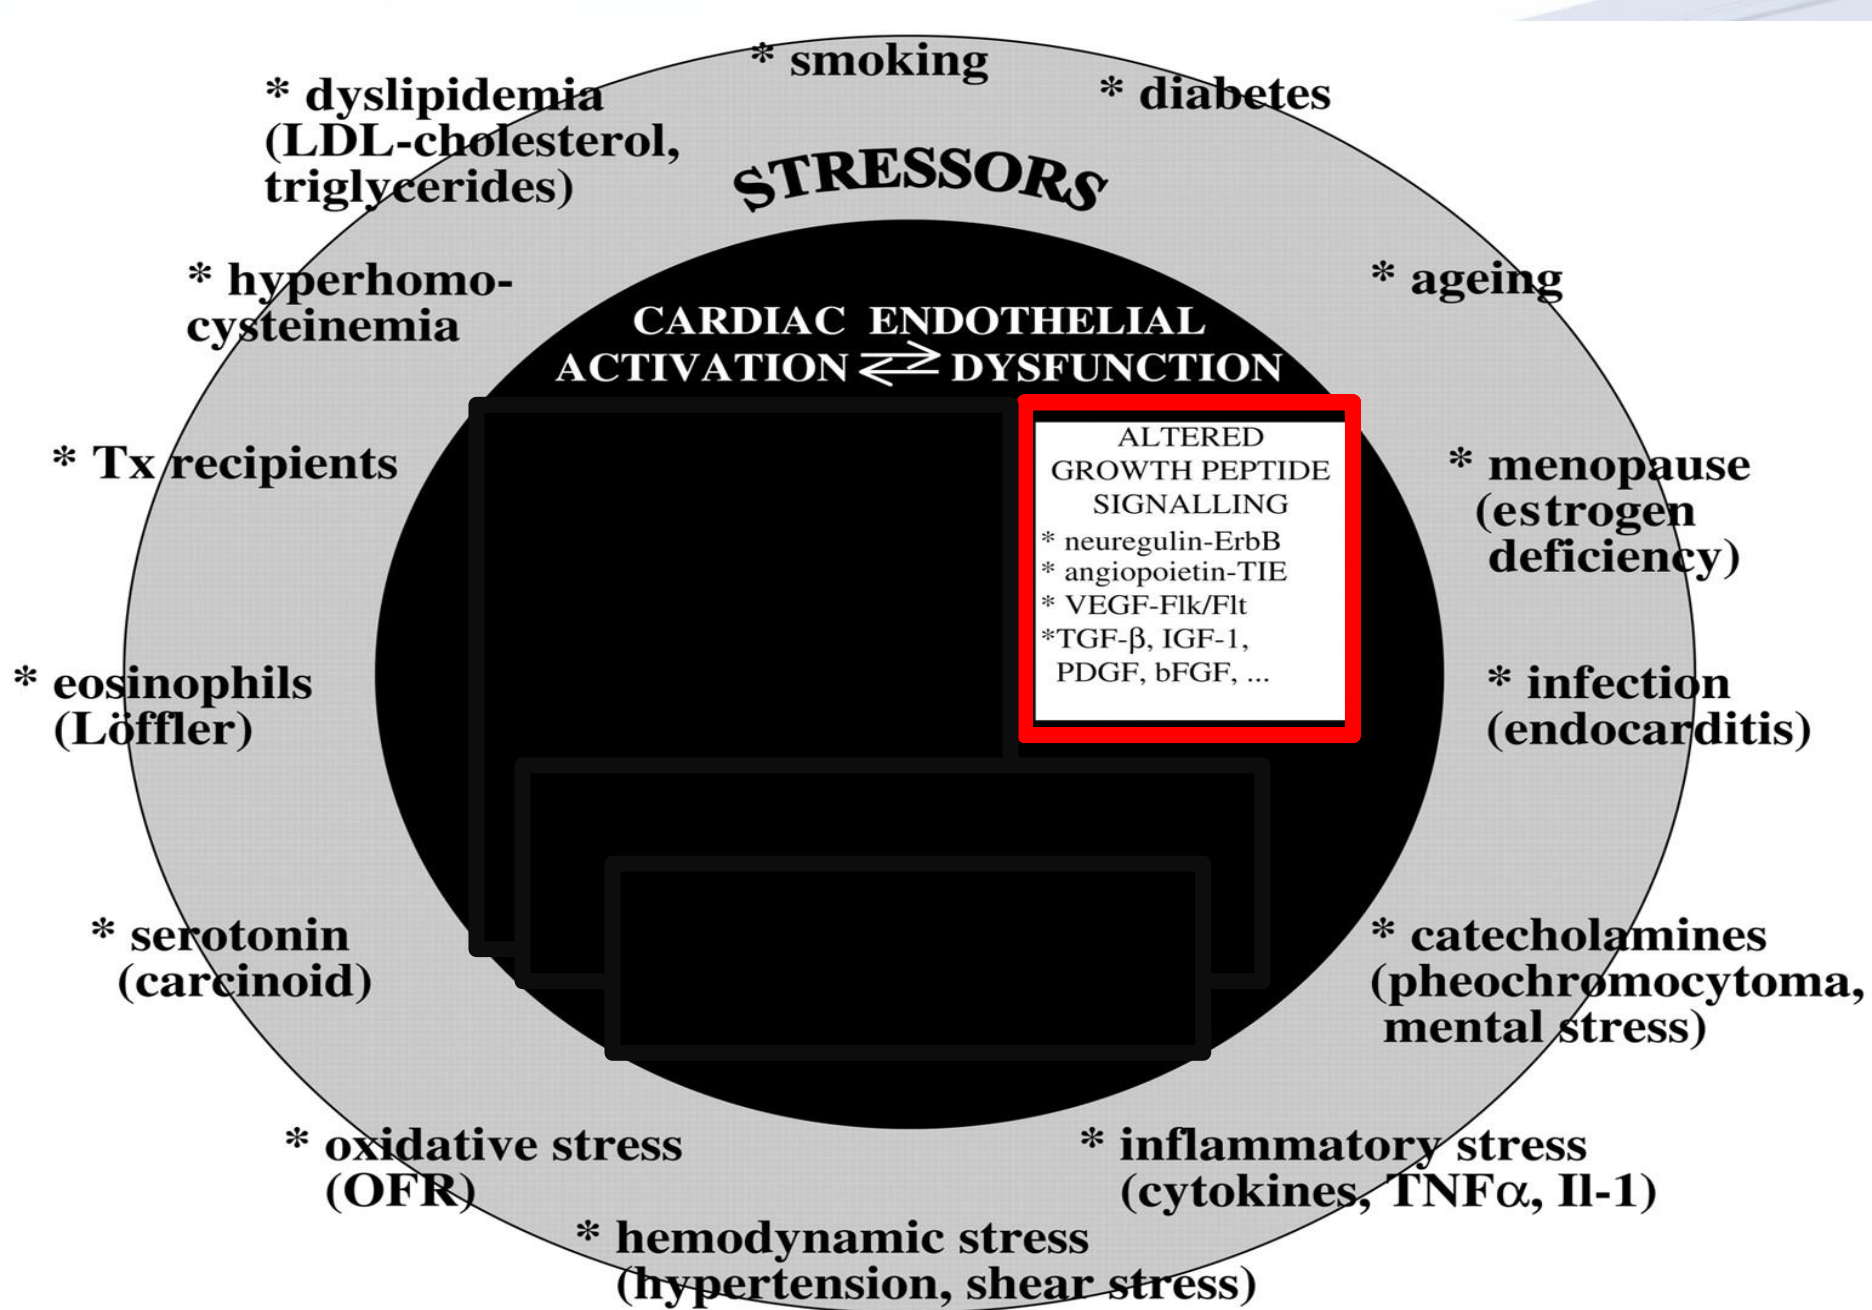 * smoking
* dyslipidemia
(LDL-cholesterol,
triglycerides)
* diabetes
STRESSORS
* hyperhomo-
cysteinemia
* ageing
CARDIAC ENDOTHELIAL
ACTIVATION ⇄ DYSFUNCTION
* Tx recipients
ALTERED
GROWTH PEPTIDE
SIGNALLING
* neuregulin-ErbB
* angiopoietin-TIE
* VEGF-Flk/Flt
*TGF-β, IGF-1,
PDGF, bFGF, ...
* menopause
(estrogen
deficiency)
* eosinophils
(Löffler)
* infection
(endocarditis)
* serotonin
(carcinoid)
* catecholamines
(pheochromocytoma,
mental stress)
* oxidative stress
(OFR)
* inflammatory stress
(cytokines, TNFα, Il-1)
* hemodynamic stress
(hypertension, shear stress)